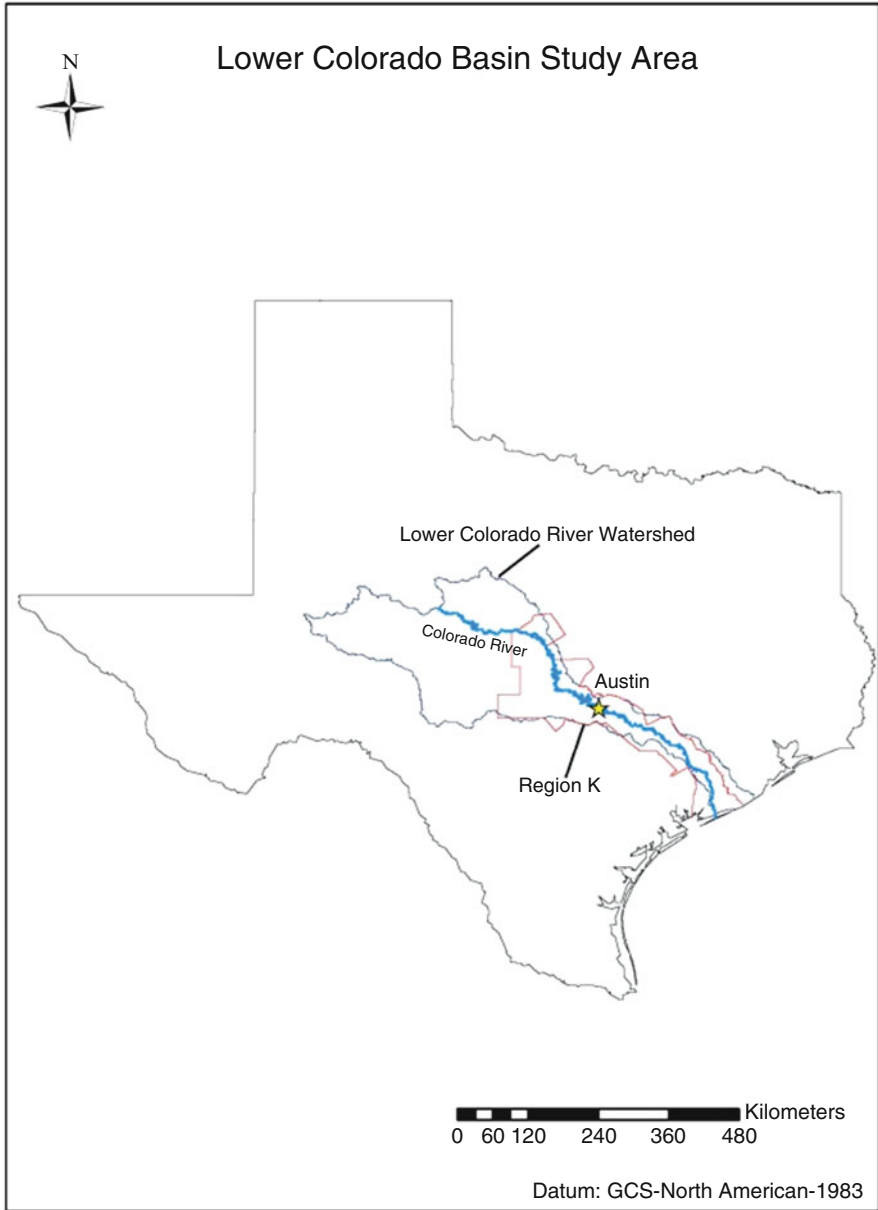 Lower Colorado Basin Study Area
N
Lower Colorado River Watershed
Colorado River
Austin
Region K
Kilometers
0 60 120 240 360 480
Datum: GCS-North American-1983